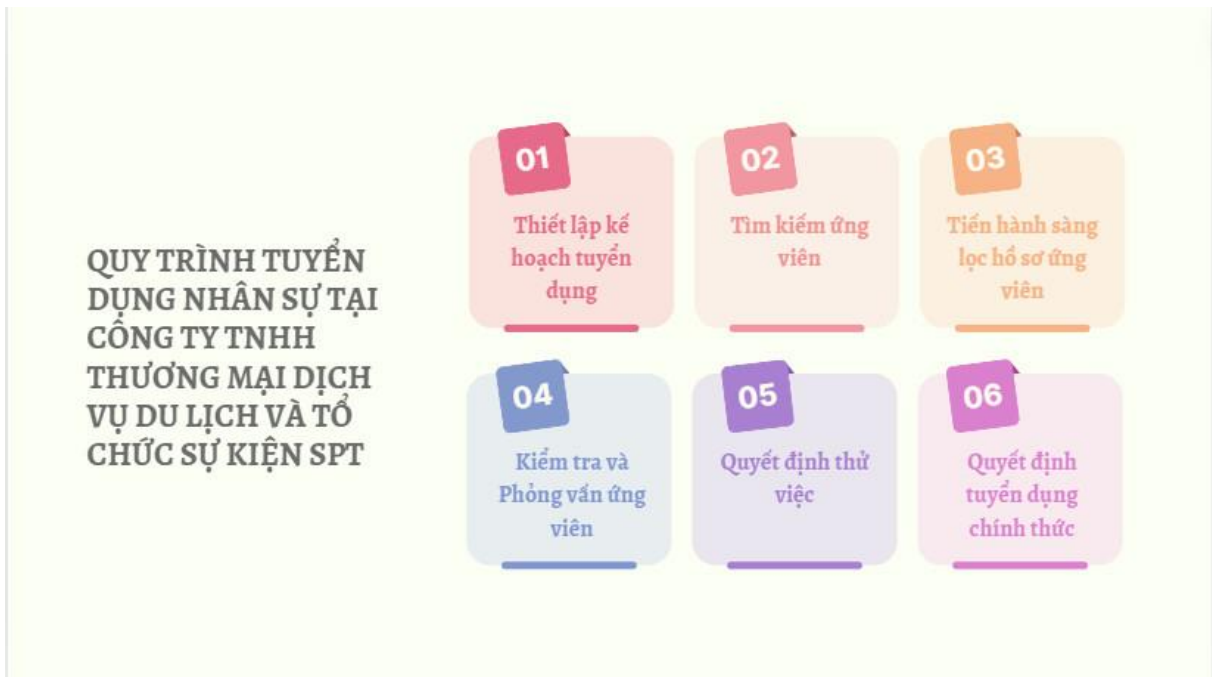 QUY TRÌNH TUYỂN
DỤNG NHÂN SỰ TẠI
CÔNG TY TNHH
THƯƠNG MẠI DỊCH
VỤ DU LỊCH VÀ TỔ
CHỨC SỰ KIỆN SPT
01
Thiết lập kế
hoạch tuyển
dụng
02
Tìm kiếm ứng
viên
03
Tiến hành sàng
lọc hồ sơ ứng
viên
04
Kiểm tra và
Phỏng vấn ứng
viên
05
Quyết định thử
việc
06
Quyết định
tuyển dụng
chính thức